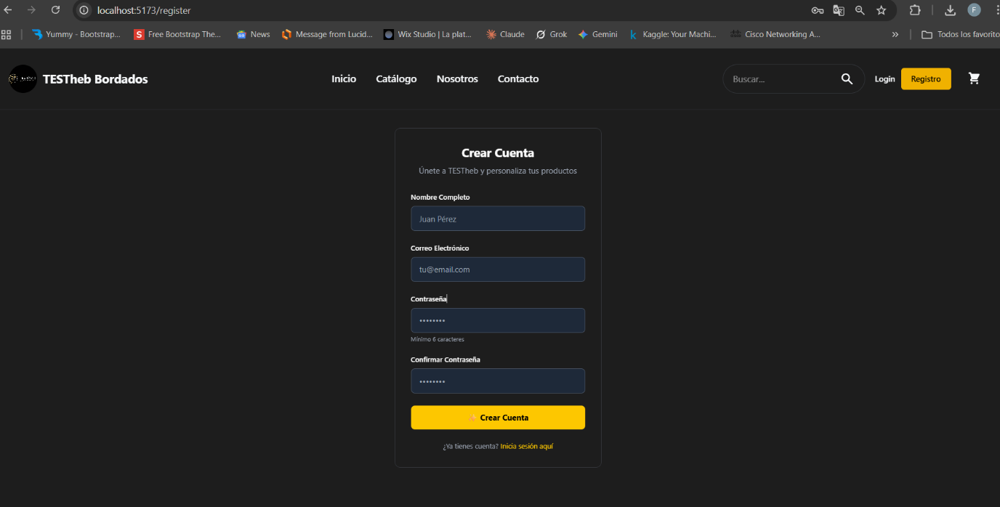 localhost:5173/register
F
Yummy - Bootstrap...
S Free Bootstrap The...
News
Message from Lucid...
Wix Studio | La plat...
Claude
Grok
Gemini
k Kaggle: Your Machi...
Cisco Networking A...
»
Todos los favorito
TESTheb Bordados
Inicio
Catálogo
Nosotros
Contacto
Buscar...
Login
Registro
Crear Cuenta
Únete a TESTheb y personaliza tus productos
Nombre Completo
Juan Pérez
Correo Electrónico
tu@email.com
Contraseña
••••••••
Mínimo 6 caracteres
Confirmar Contraseña
••••••••
✨ Crear Cuenta
¿Ya tienes cuenta? Inicia sesión aquí